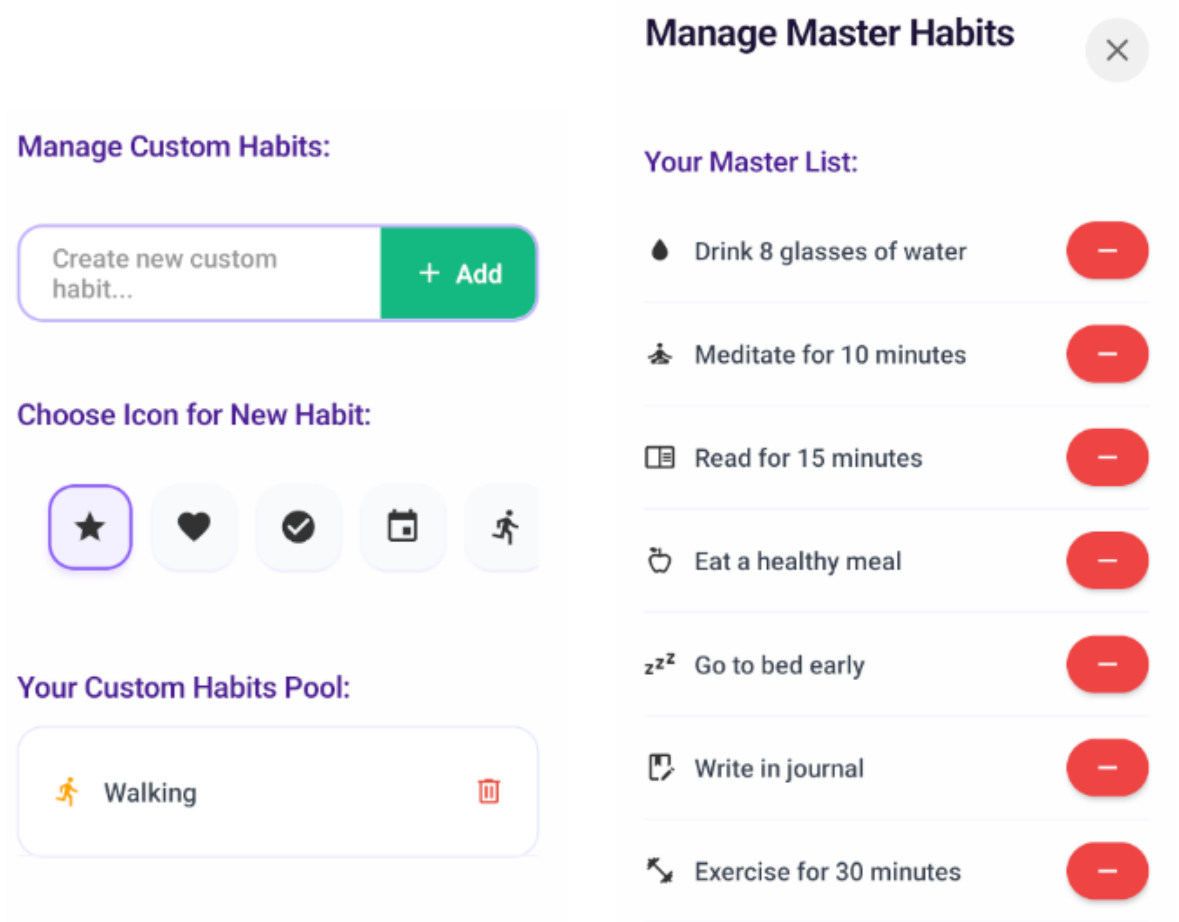 Manage Custom Habits:
Create new custom
habit...
+ Add
Choose Icon for New Habit:
Your Custom Habits Pool:
Walking
Manage Master Habits
Your Master List:
Drink 8 glasses of water
Meditate for 10 minutes
Read for 15 minutes
Eat a healthy meal
zzz Go to bed early
Write in journal
Exercise for 30 minutes